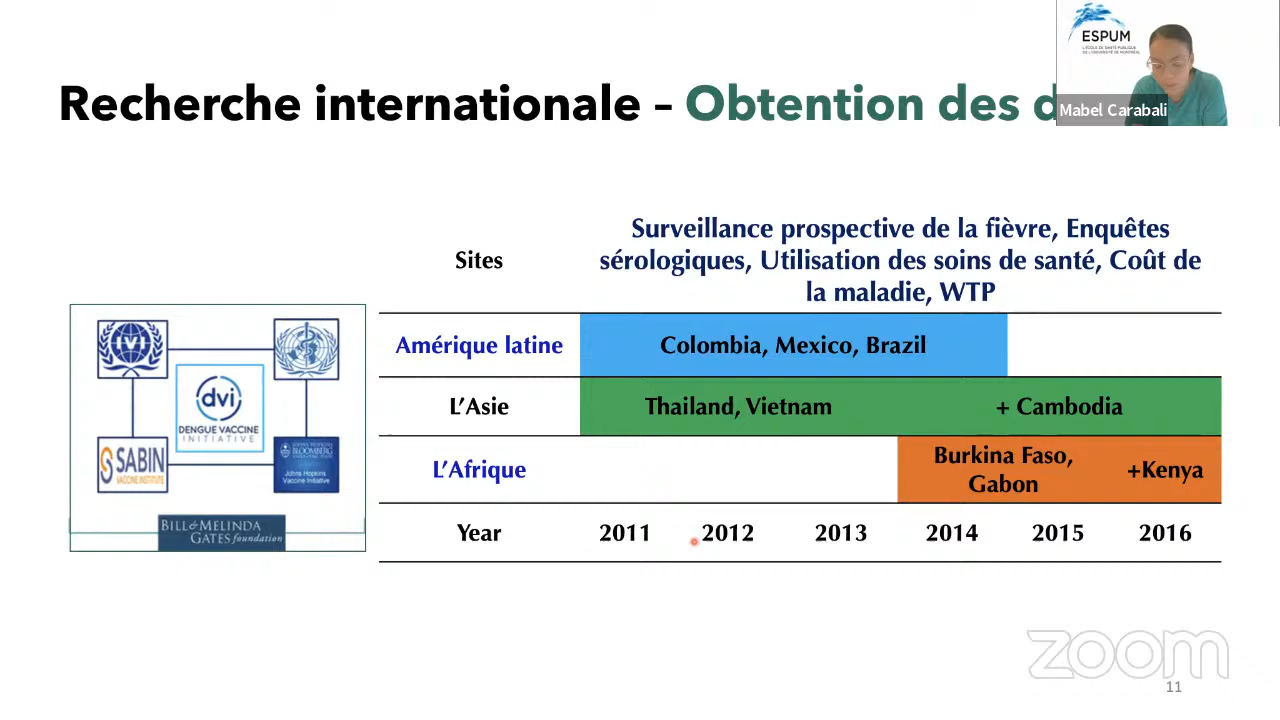 ESPUM
L'ÉCOLE DE SANTÉ PUBLIQUE
DE L'UNIVERSITÉ DE MONTRÉAL
Mabel Carabali
Recherche internationale – Obtention des d
Sites
Surveillance prospective de la fièvre, Enquêtes
sérologiques, Utilisation des soins de santé, Coût de
la maladie, WTP
Amérique latine
Colombia, Mexico, Brazil
L'Asie
Thailand, Vietnam
+ Cambodia
L'Afrique
Burkina Faso,
Gabon
+Kenya
Year
2011
2012
2013
2014
2015
2016
IVI
dvi
DENGUE VACCINE
INITIATIVE
SABIN
VACCINE INSTITUTE
JOHNS HOPKINS
BLOOMBERG
Johns Hopkins
Vaccine Initiative
BILL & MELINDA
GATES foundation
zoom
11